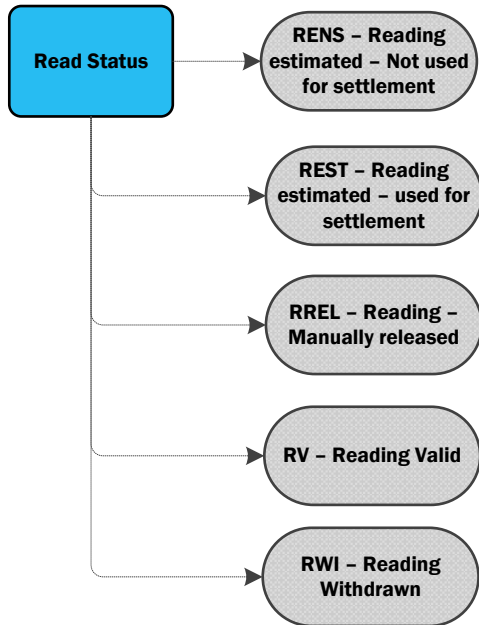 Read Status
RENS – Reading
estimated – Not used
for settlement
REST – Reading
estimated – used for
settlement
RREL – Reading –
Manually released
RV – Reading Valid
RWI – Reading
Withdrawn